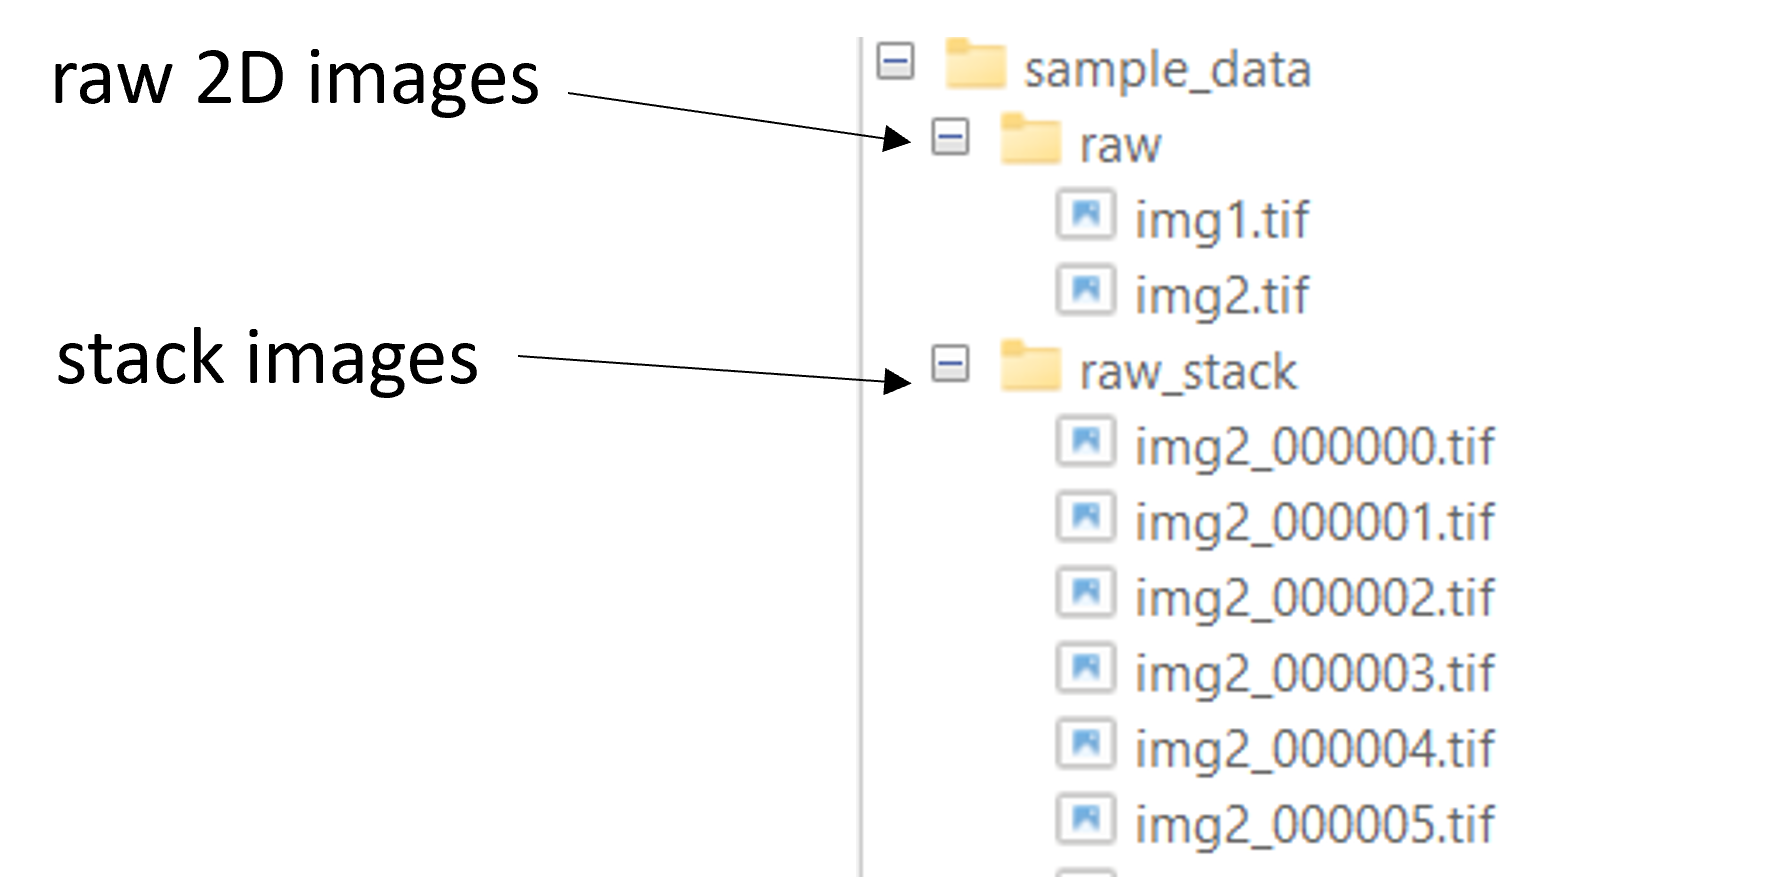 raw 2D images
stack images
sample_data
raw
img1.tif
img2.tif
raw_stack
img2_000000.tif
img2_000001.tif
img2_000002.tif
img2_000003.tif
img2_000004.tif
img2_000005.tif